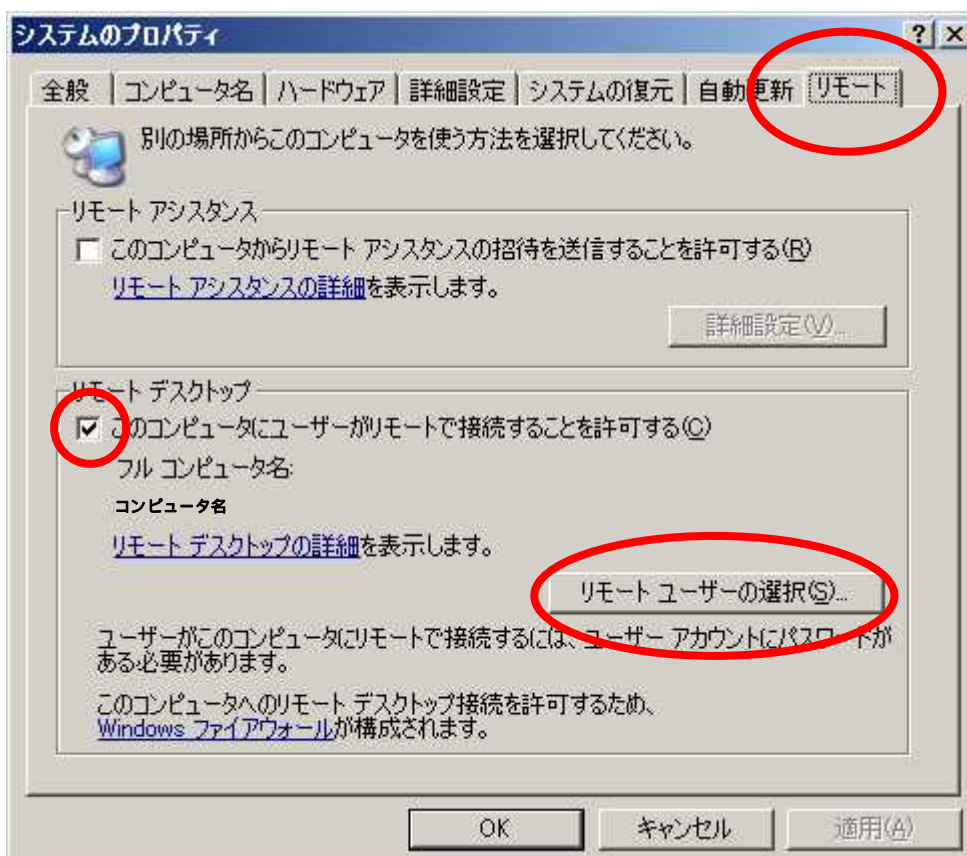 システムのプロパティ
全般 コンピュータ名 ハードウェア 詳細設定 システムの復元 自動更新 リモート
別の場所からこのコンピュータを使う方法を選択してください。
リモート アシスタンス
このコンピュータからリモート アシスタンスの招待を送信することを許可する(R)
リモート アシスタンスの詳細を表示します。
詳細設定(V)...
リモート デスクトップ
このコンピュータにユーザーがリモートで接続することを許可する(C)
フル コンピュータ名:
コンピュータ名
リモート デスクトップの詳細を表示します。
リモート ユーザーの選択(S)...
ユーザーがこのコンピュータにリモートで接続するには、ユーザー アカウントにパスワードが
ある必要があります。
このコンピュータへのリモート デスクトップ接続を許可するため、
Windows ファイアウォールが構成されます。
OK キャンセル 適用(A)